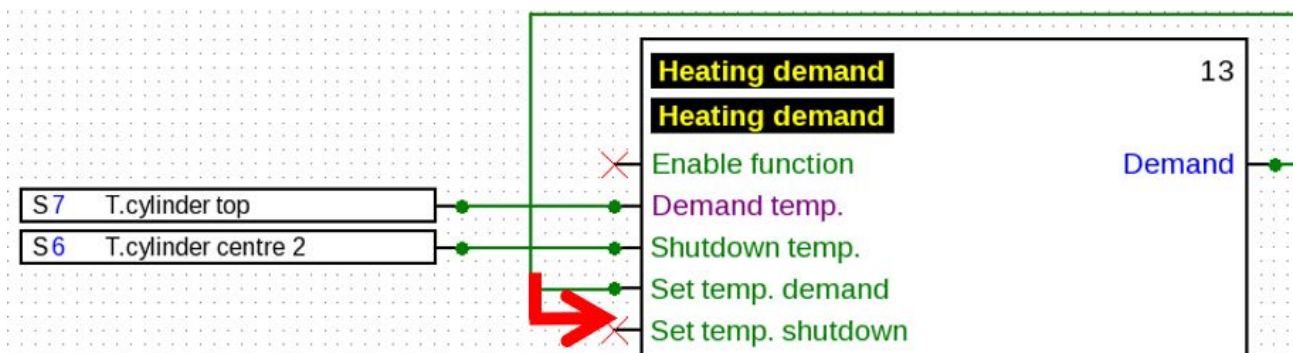 Heating demand 13
Heating demand
Enable function Demand
S7 T.cylinder top Demand temp.
S6 T.cylinder centre 2 Shutdown temp.
Set temp. demand
Set temp. shutdown